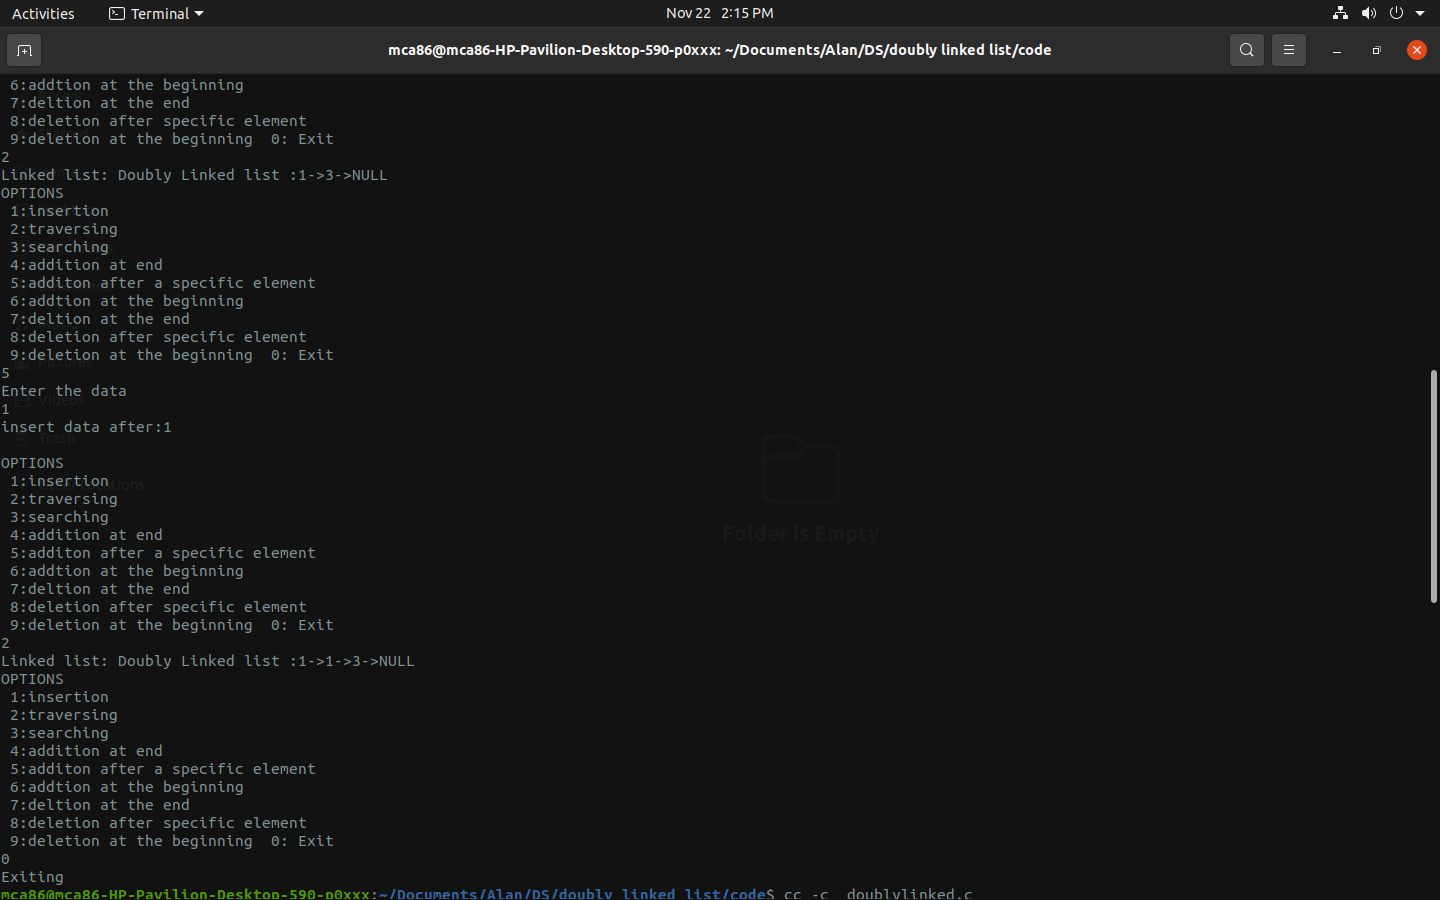 Activities Terminal Nov 22 2:15 PM
mca86@mca86-HP-Pavilion-Desktop-590-p0xxx: ~/Documents/Alan/DS/doubly linked list/code
6:addtion at the beginning
7:deltion at the end
8:deletion after specific element
9:deletion at the beginning  0: Exit
2
Linked list: Doubly Linked list :1->3->NULL
OPTIONS
1:insertion
2:traversing
3:searching
4:addition at end
5:additon after a specific element
6:addtion at the beginning
7:deltion at the end
8:deletion after specific element
9:deletion at the beginning  0: Exit
Pictures
5
Enter the data
Videos
1
insert data after:1
Trash
OPTIONS
1:insertion
2:traversing
3:searching
Folder is Empty
4:addition at end
5:additon after a specific element
6:addtion at the beginning
7:deltion at the end
8:deletion after specific element
9:deletion at the beginning  0: Exit
2
Linked list: Doubly Linked list :1->1->3->NULL
OPTIONS
1:insertion
2:traversing
3:searching
4:addition at end
5:additon after a specific element
6:addtion at the beginning
7:deltion at the end
8:deletion after specific element
9:deletion at the beginning  0: Exit
0
Exiting
mca86@mca86-HP-Pavilion-Desktop-590-p0xxx:~/Documents/Alan/DS/doubly linked list/code$ cc -c  doublylinked.c